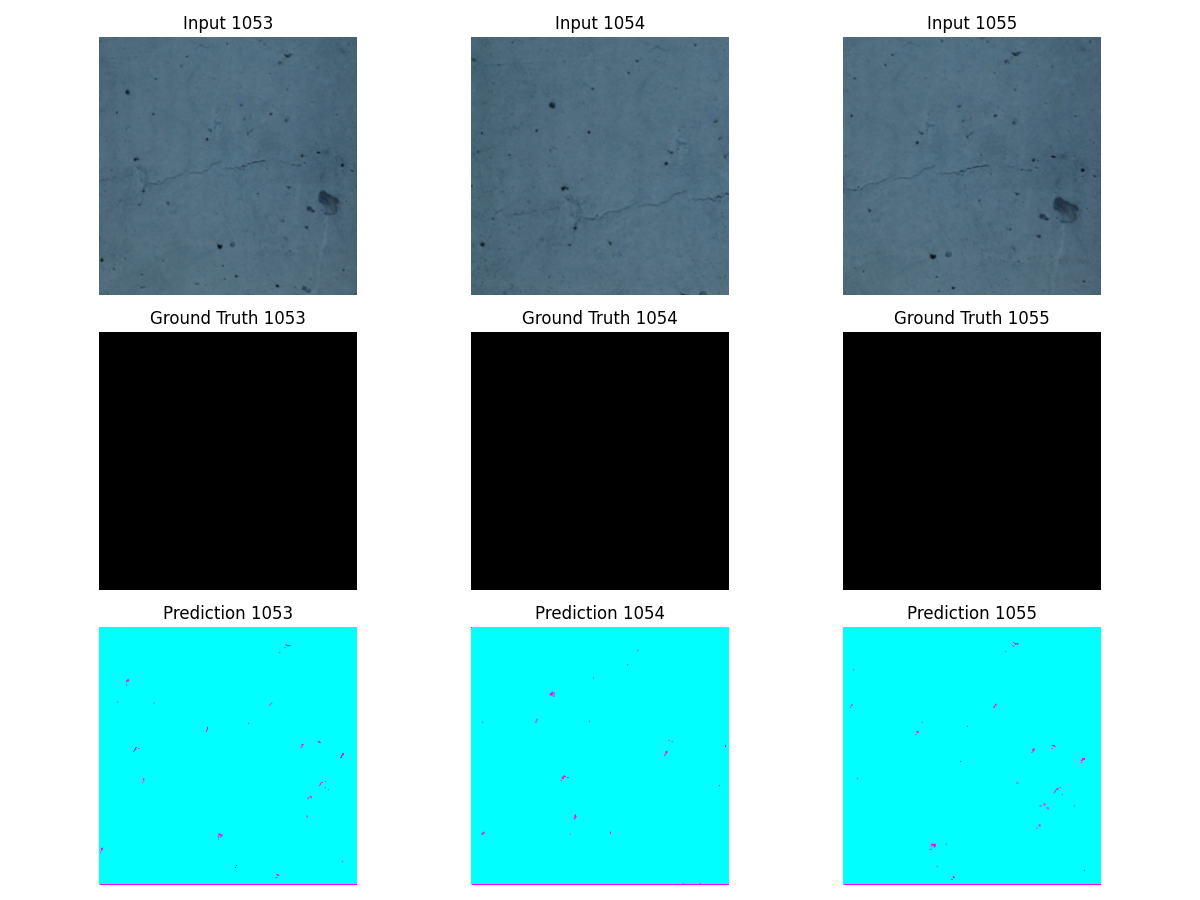 Input 1053
Input 1054
Input 1055
Ground Truth 1053
Ground Truth 1054
Ground Truth 1055
Prediction 1053
Prediction 1054
Prediction 1055